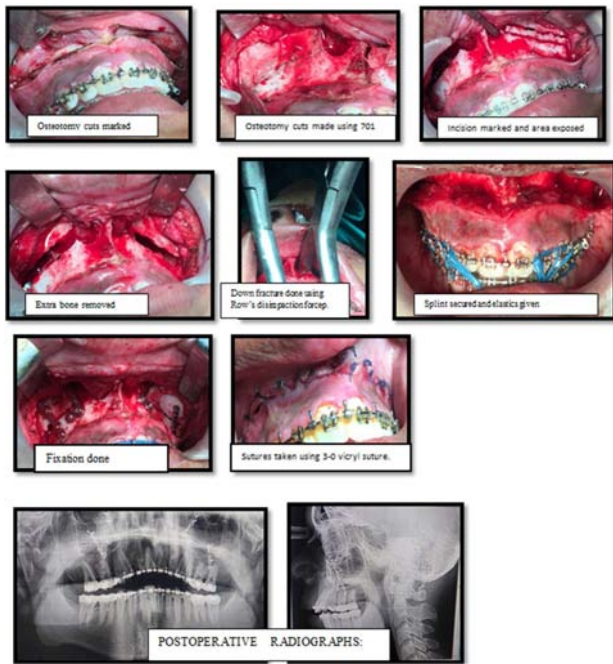 Osteotomy cuts marked
Osteotomy cuts made using 701
Incision marked and area exposed
Extra bone removed
Down fracture done using
Row's disimpaction forcep.
Splint secured and elastics given
Fixation done
Sutures taken using 3-0 vicryl suture.
POSTOPERATIVE RADIOGRAPHS: